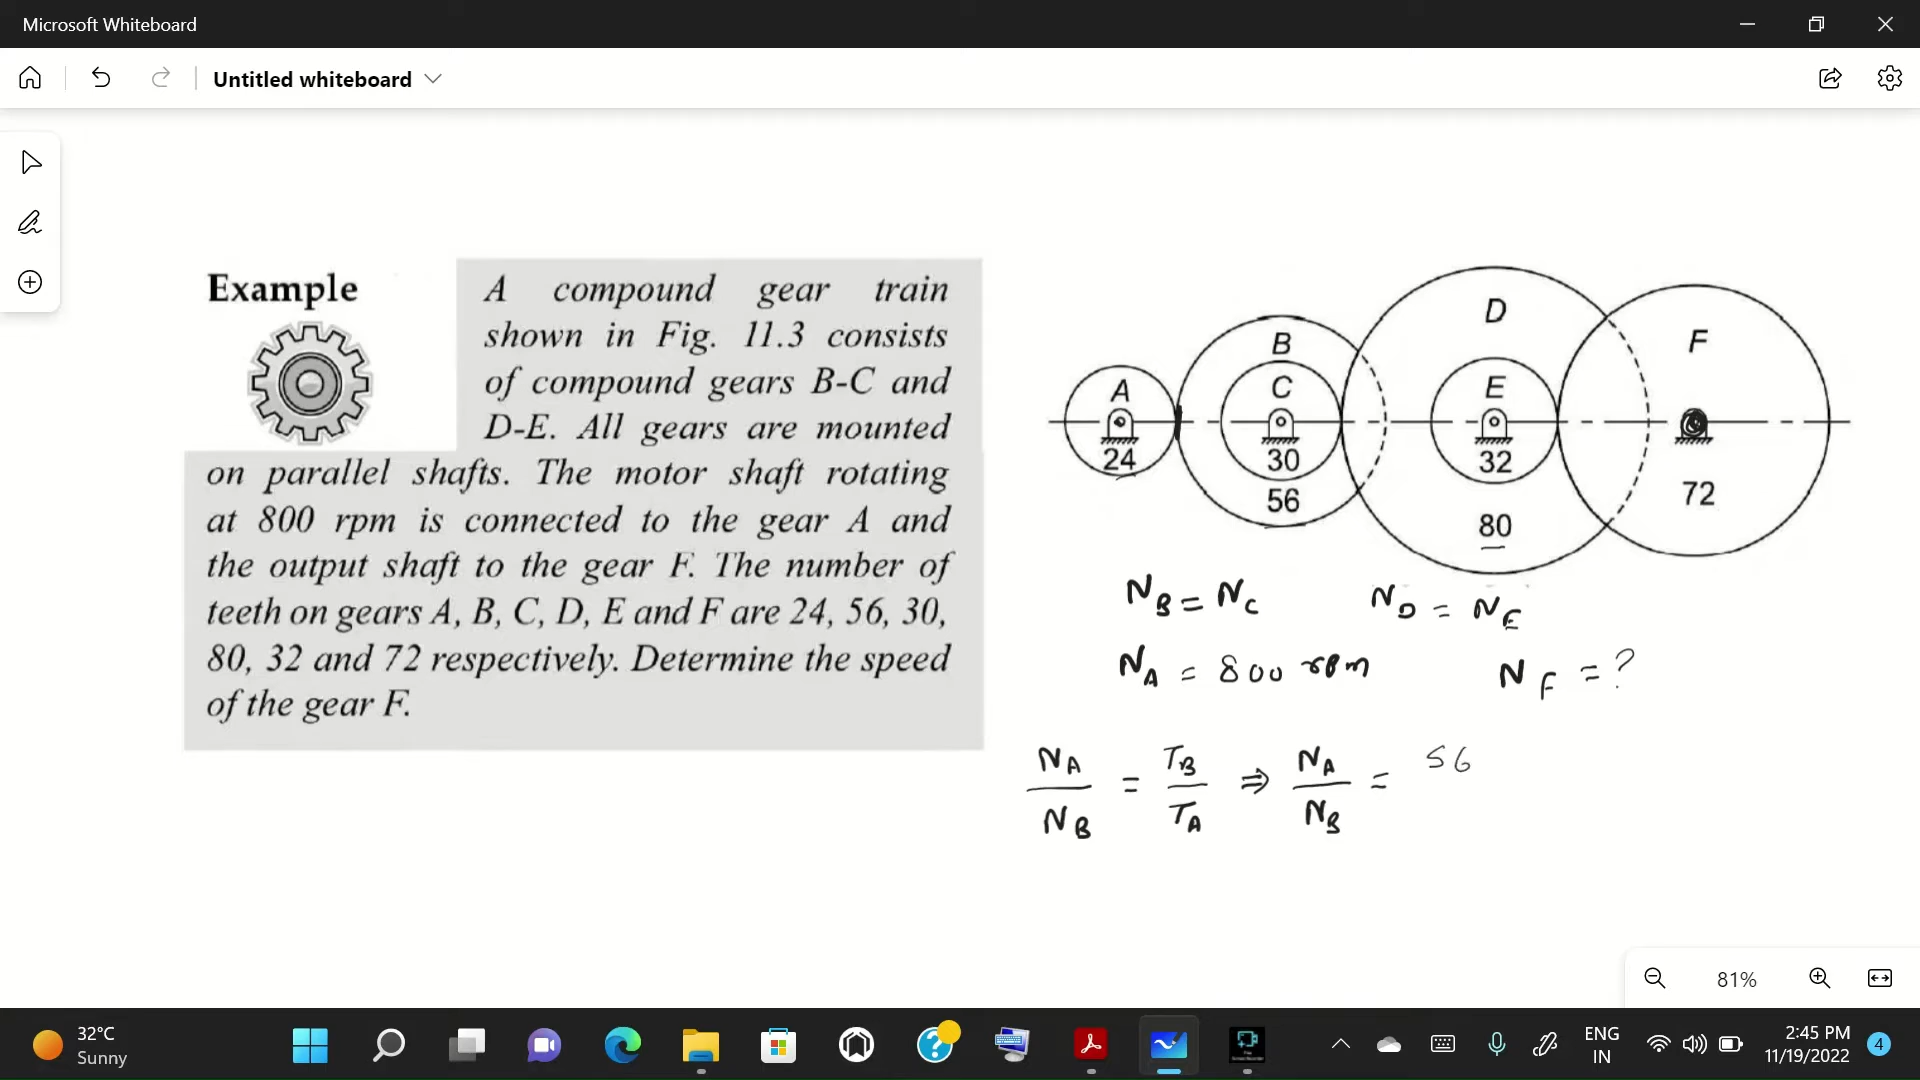 Microsoft Whiteboard
Untitled whiteboard
Example
A compound gear train
shown in Fig. 11.3 consists
of compound gears B-C and
D-E. All gears are mounted
on parallel shafts. The motor shaft rotating
at 800 rpm is connected to the gear A and
the output shaft to the gear F. The number of
teeth on gears A, B, C, D, E and F are 24, 56, 30,
80, 32 and 72 respectively. Determine the speed
of the gear F.
A
24
B
C
30
56
D
E
32
80
F
72
N_B = N_C
N_D = N_E
N_A = 800 rpm
N_F = ?
N_A / N_B = T_B / T_A ⇒ N_A / N_B = 56
81%
32°C
Sunny
ENG
IN
2:45 PM
11/19/2022
4